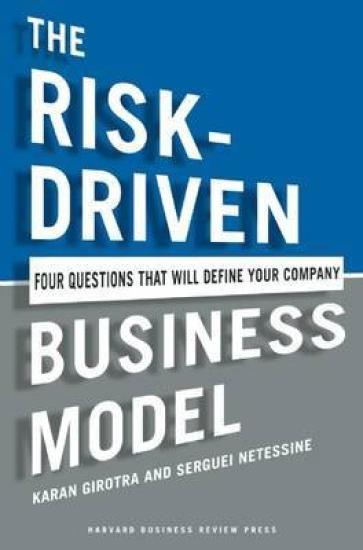 THE
RISK-
DRIVEN
FOUR QUESTIONS THAT WILL DEFINE YOUR COMPANY
BUSINESS
MODEL
KARAN GIROTRA AND SERGUEI NETESSINE
HARVARD BUSINESS REVIEW PRESS